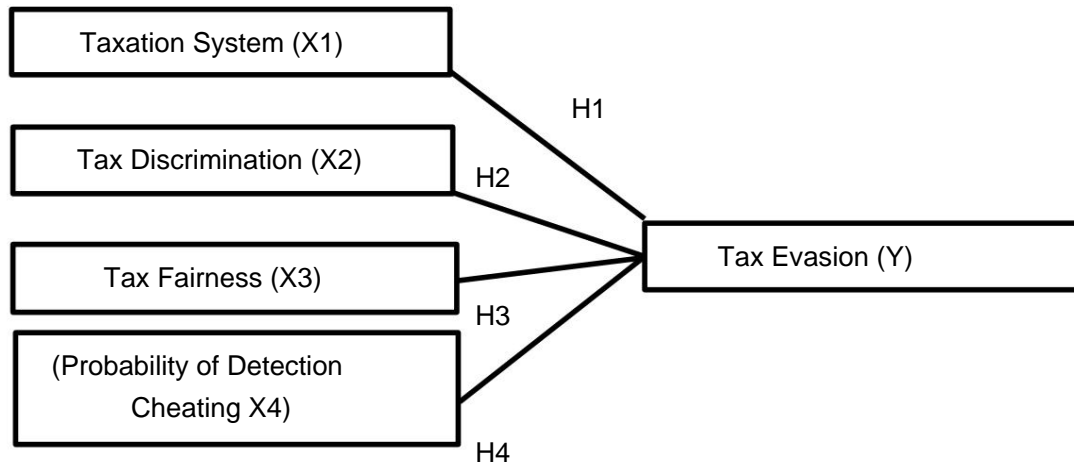 Taxation System (X1)
H1
Tax Discrimination (X2)
H2
Tax Evasion (Y)
Tax Fairness (X3)
H3
(Probability of Detection
Cheating X4)
H4